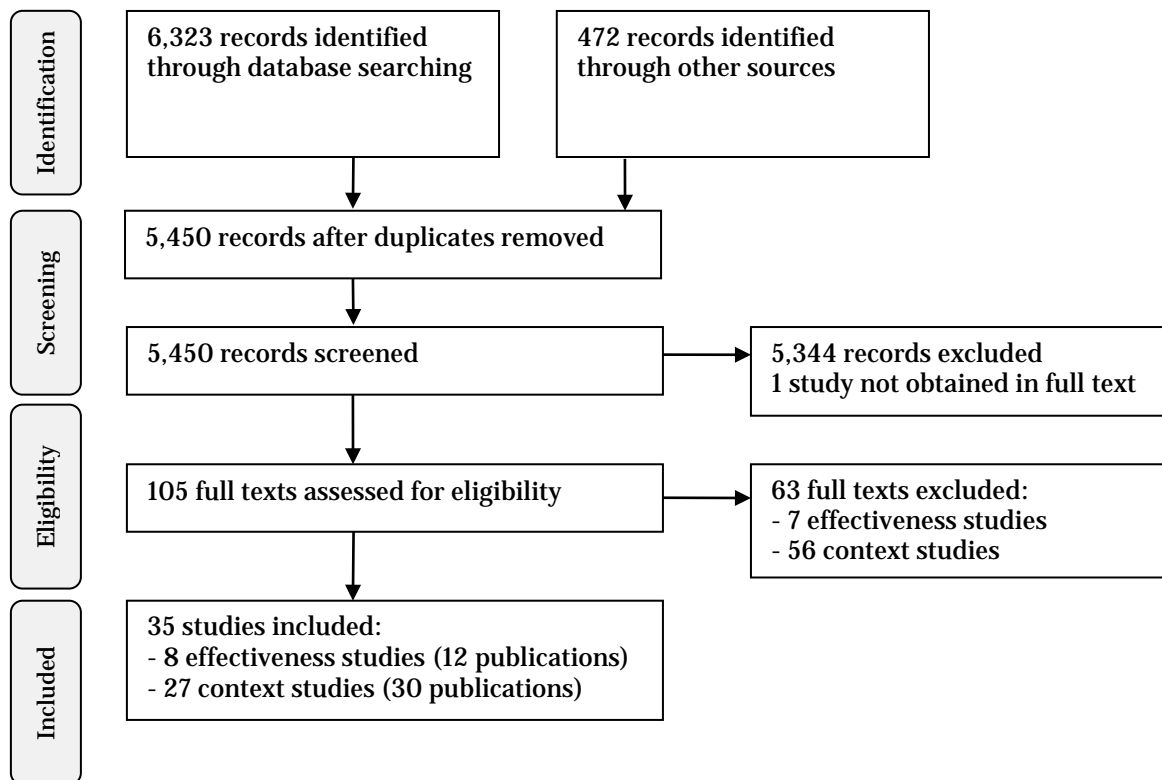 Identification
6,323 records identified
through database searching
472 records identified
through other sources
Screening
5,450 records after duplicates removed
5,450 records screened
5,344 records excluded
1 study not obtained in full text
Eligibility
105 full texts assessed for eligibility
63 full texts excluded:
- 7 effectiveness studies
- 56 context studies
Included
35 studies included:
- 8 effectiveness studies (12 publications)
- 27 context studies (30 publications)